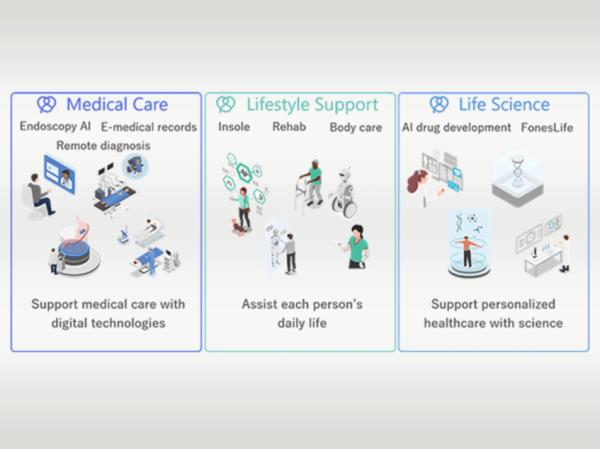 Medical Care
Endoscopy AI E-medical records
Remote diagnosis
Support medical care with
digital technologies
Lifestyle Support
Insole Rehab Body care
Assist each person's
daily life
Life Science
AI drug development FonesLife
Support personalized
healthcare with science